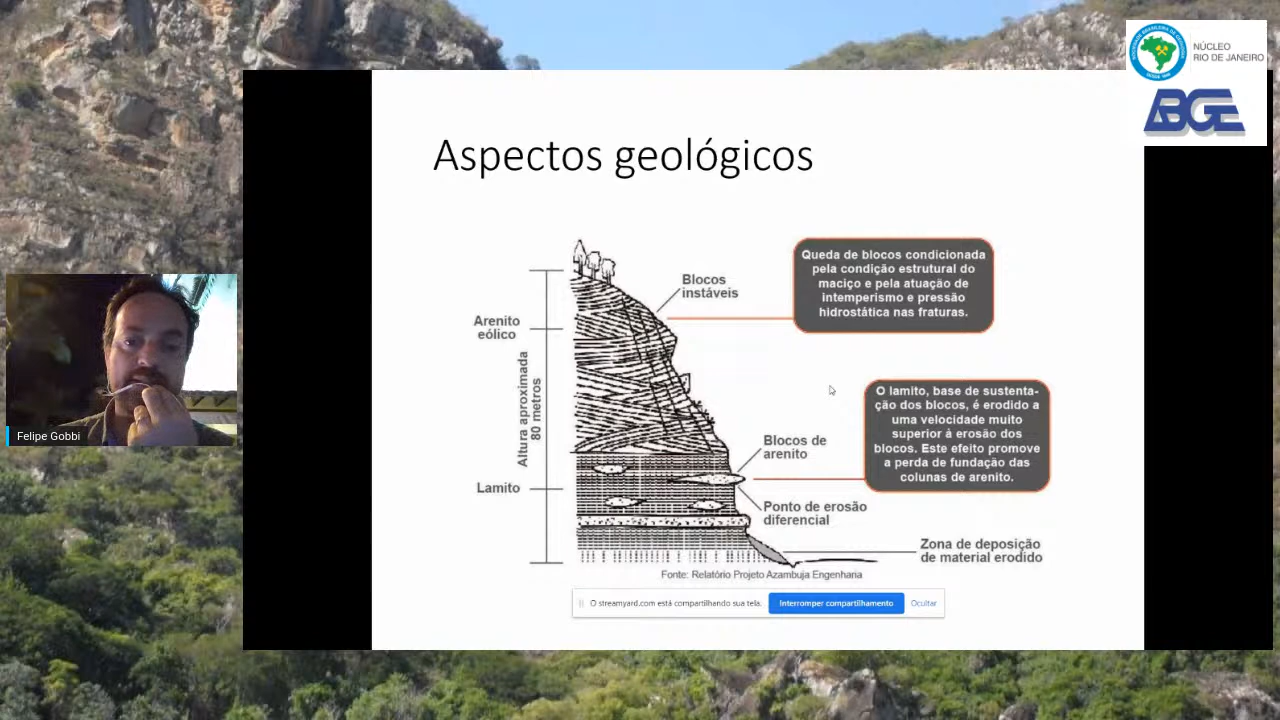 NÚCLEO
RIO DE JANEIRO
ABGE
Aspectos geológicos
Blocos
instáveis
Queda de blocos condicionada
pela condição estrutural do
maciço e pela atuação de
intemperismo e pressão
hidrostática nas fraturas.
Arenito
eólico
Altura aproximada
80 metros
O lamito, base de sustenta-
ção dos blocos, é erodido a
uma velocidade muito
superior à erosão dos
blocos. Este efeito promove
a perda de fundação das
colunas de arenito.
Blocos de
arenito
Lamito
Ponto de erosão
diferencial
Zona de deposição
de material erodido
Fonte: Relatório Projeto Azambuja Engenharia
O streamyard.com está compartilhando sua tela.
Interromper compartilhamento
Ocultar
Felipe Gobbi